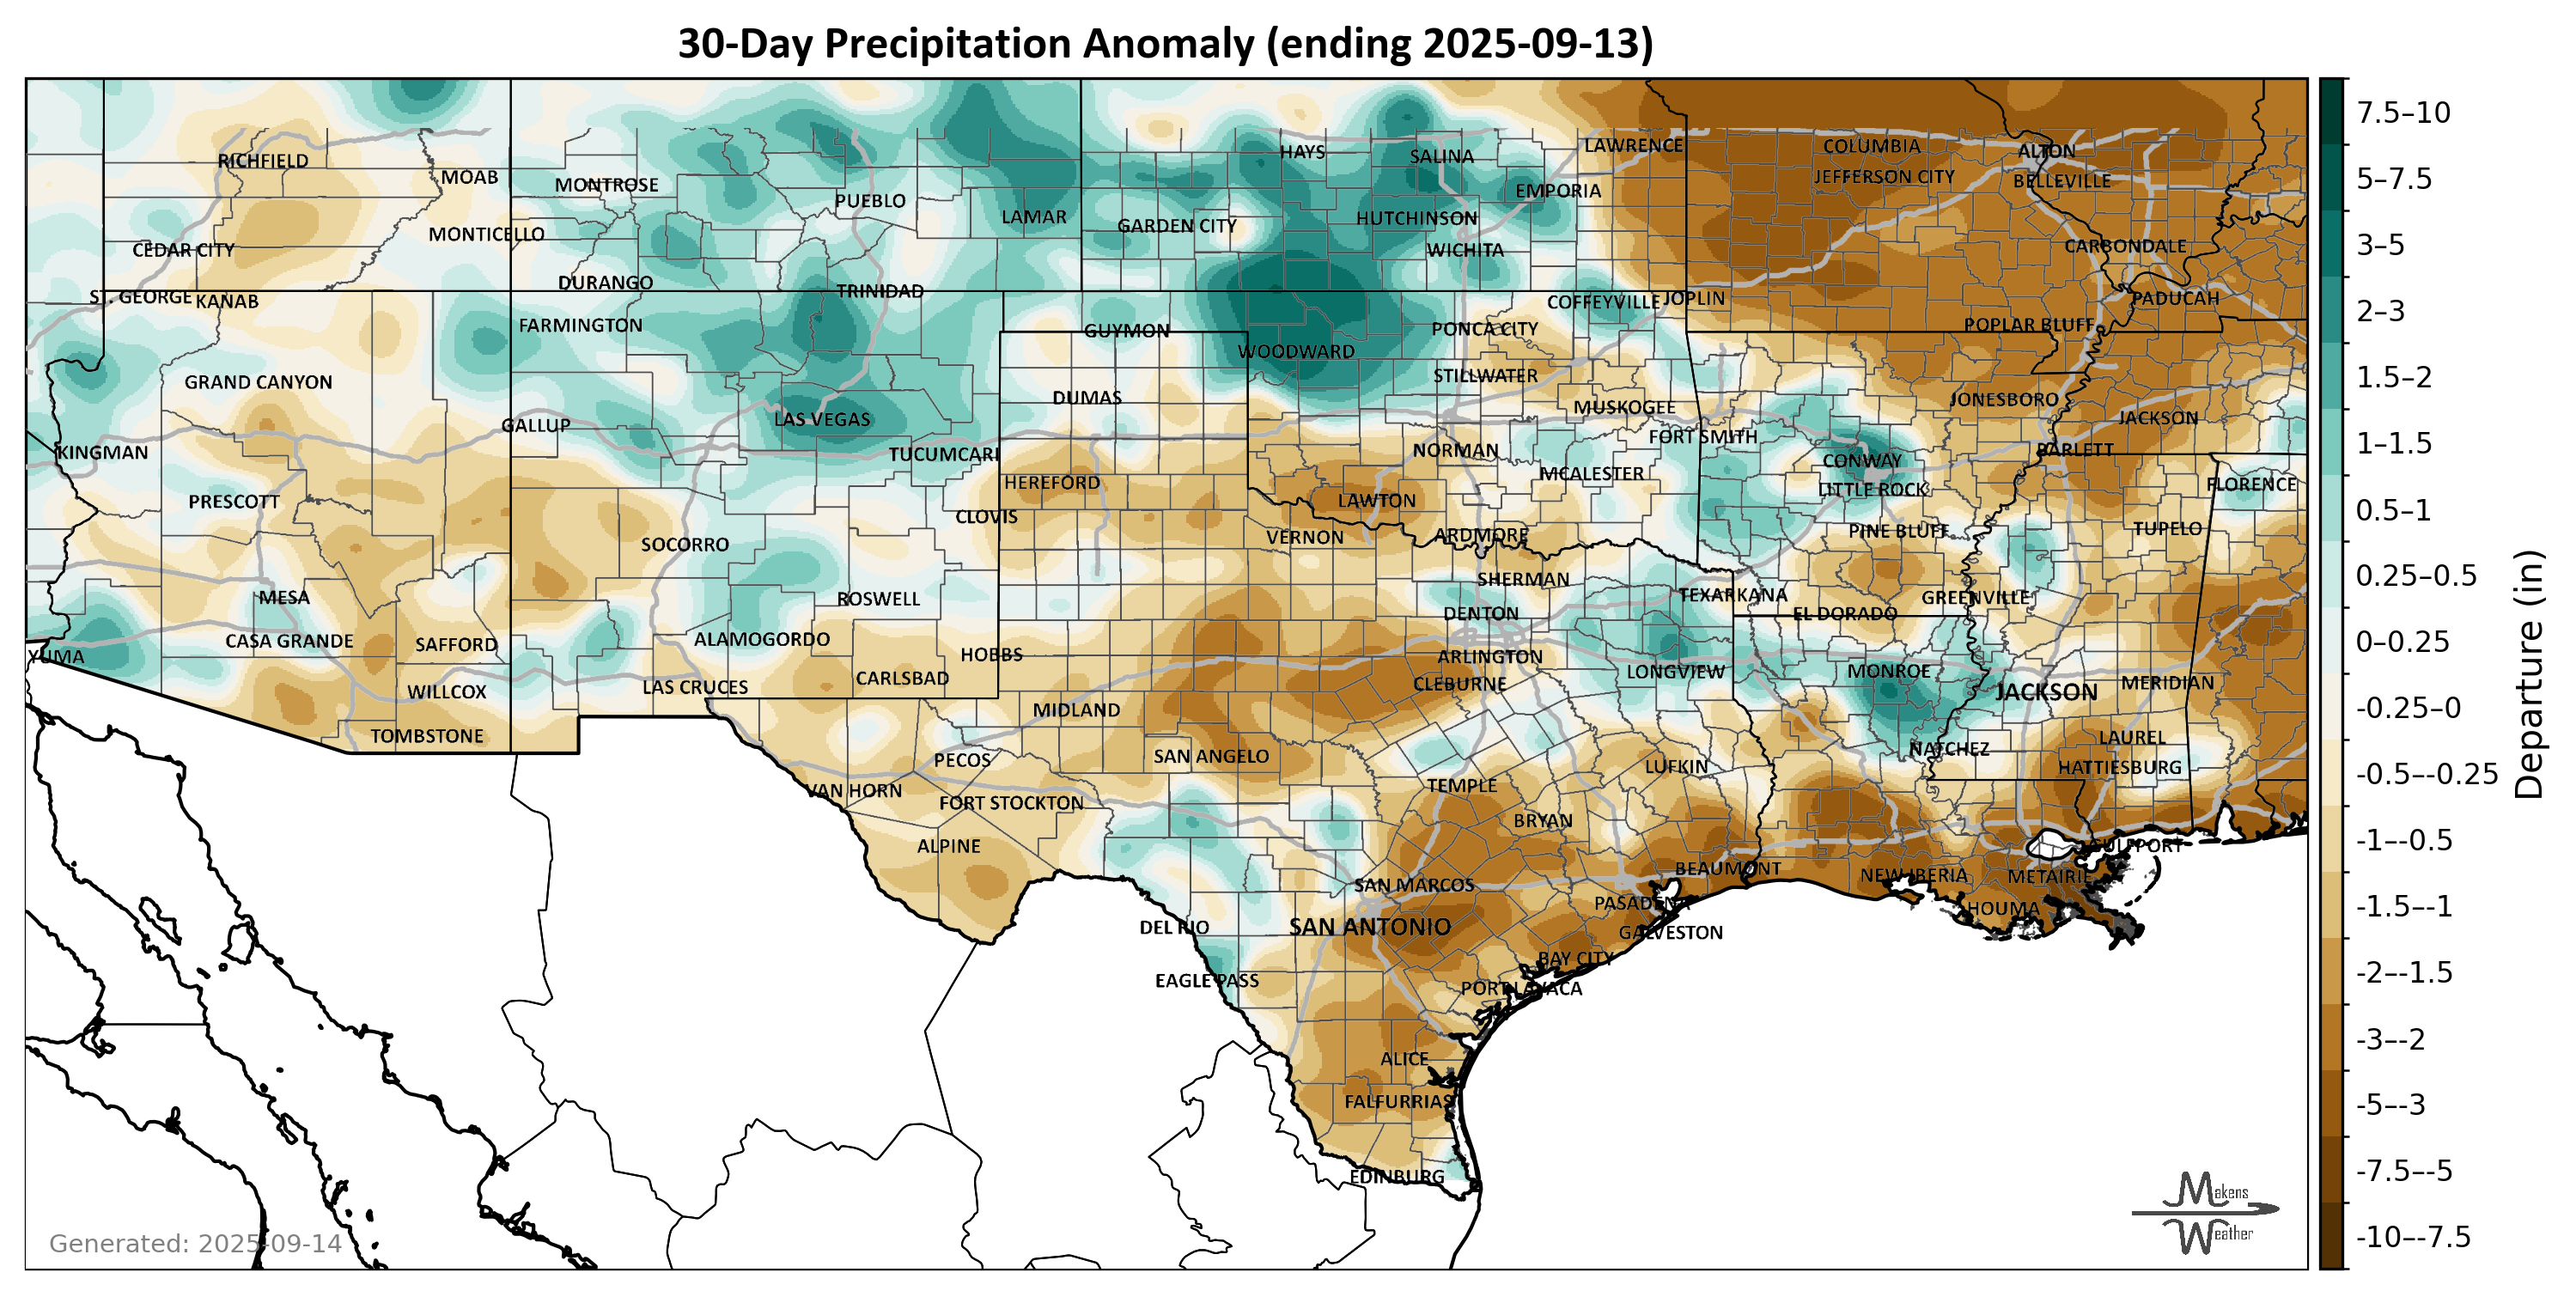 30-Day Precipitation Anomaly (ending 2025-09-13)
HAYS
SALINA
LAWRENCE
COLUMBIA
ALTON
RICHFIELD
MOAB
MONTROSE
PUEBLO
EMPORIA
JEFFERSON CITY
BELLEVILLE
LAMAR
GARDEN CITY
HUTCHINSON
CEDAR CITY
MONTICELLO
WICHITA
CARBONDALE
DURANGO
TRINIDAD
ST. GEORGE
KANAB
COFFEYVILLE
JOPLIN
PADUCAH
FARMINGTON
GUYMON
PONCA CITY
POPLAR BLUFF
WOODWARD
GRAND CANYON
STILLWATER
DUMAS
MUSKOGEE
JONESBORO
GALLUP
LAS VEGAS
FORT SMITH
JACKSON
KINGMAN
TUCUMCARI
NORMAN
CONWAY
BARLETT
PRESCOTT
HEREFORD
LAWTON
MCALESTER
LITTLE ROCK
FLORENCE
CLOVIS
SOCORRO
VERNON
ARDMORE
PINE BLUFF
TUPELO
SHERMAN
MESA
ROSWELL
DENTON
TEXARKANA
GREENVILLE
CASA GRANDE
SAFFORD
ALAMOGORDO
EL DORADO
YUMA
HOBBS
ARLINGTON
WILLCOX
LAS CRUCES
CARLSBAD
CLEBURNE
LONGVIEW
MONROE
JACKSON
MERIDIAN
TOMBSTONE
MIDLAND
PECOS
SAN ANGELO
NATCHEZ
LAUREL
VAN HORN
FORT STOCKTON
TEMPLE
LUFKIN
HATTIESBURG
ALPINE
BRYAN
GULFPORT
SAN MARCOS
BEAUMONT
NEW IBERIA
METAIRIE
DEL RIO
SAN ANTONIO
PASADENA
GALVESTON
HOUMA
EAGLE PASS
BAY CITY
PORT LAVACA
ALICE
FALFURRIAS
EDINBURG
Generated: 2025-09-14
Makens
Weather
7.5–10
5–7.5
3–5
2–3
1.5–2
1–1.5
0.5–1
0.25–0.5
0–0.25
-0.25–0
-0.5–-0.25
-1–-0.5
-1.5–-1
-2–-1.5
-3–-2
-5–-3
-7.5–-5
-10–-7.5
Departure (in)